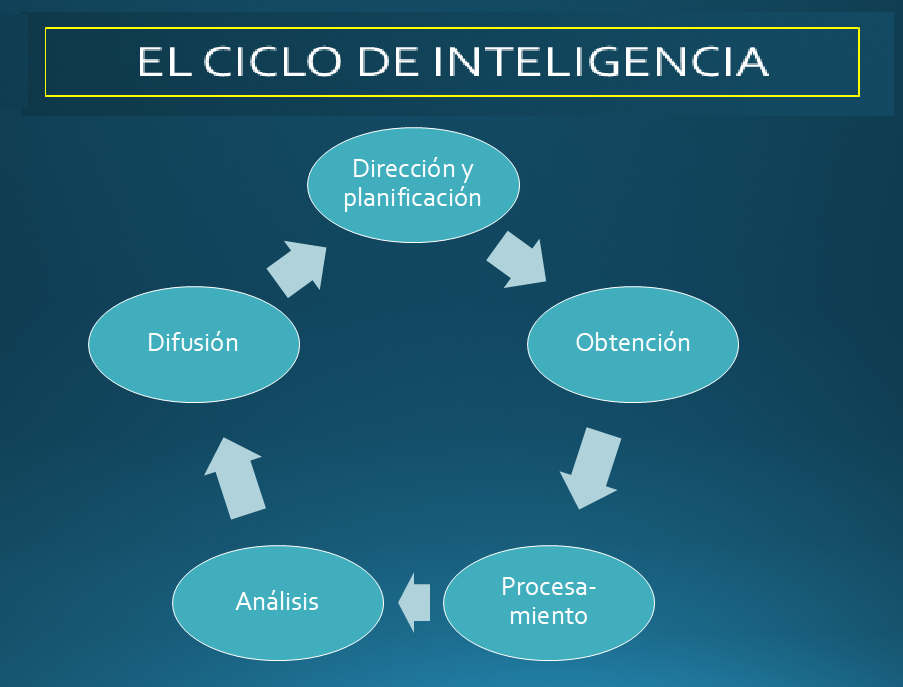 EL CICLO DE INTELIGENCIA
Dirección y
planificación
Obtención
Procesa-
miento
Análisis
Difusión